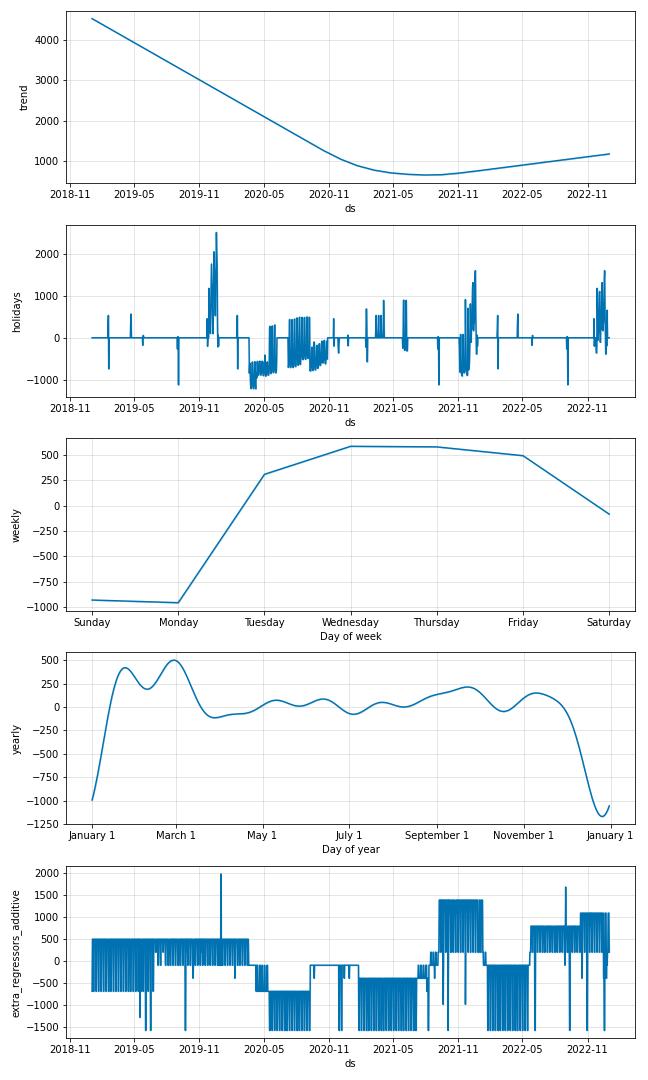 4000
3000
2000
1000
trend
2018-11 2019-05 2019-11 2020-05 2020-11 2021-05 2021-11 2022-05 2022-11
ds
2000
1000
0
−1000
holidays
2018-11 2019-05 2019-11 2020-05 2020-11 2021-05 2021-11 2022-05 2022-11
ds
500
250
0
−250
−500
−750
−1000
weekly
Sunday Monday Tuesday Wednesday Thursday Friday Saturday
Day of week
500
250
0
−250
−500
−750
−1000
−1250
yearly
January 1 March 1 May 1 July 1 September 1 November 1 January 1
Day of year
2000
1500
1000
500
0
−500
−1000
−1500
extra_regressors_additive
2018-11 2019-05 2019-11 2020-05 2020-11 2021-05 2021-11 2022-05 2022-11
ds